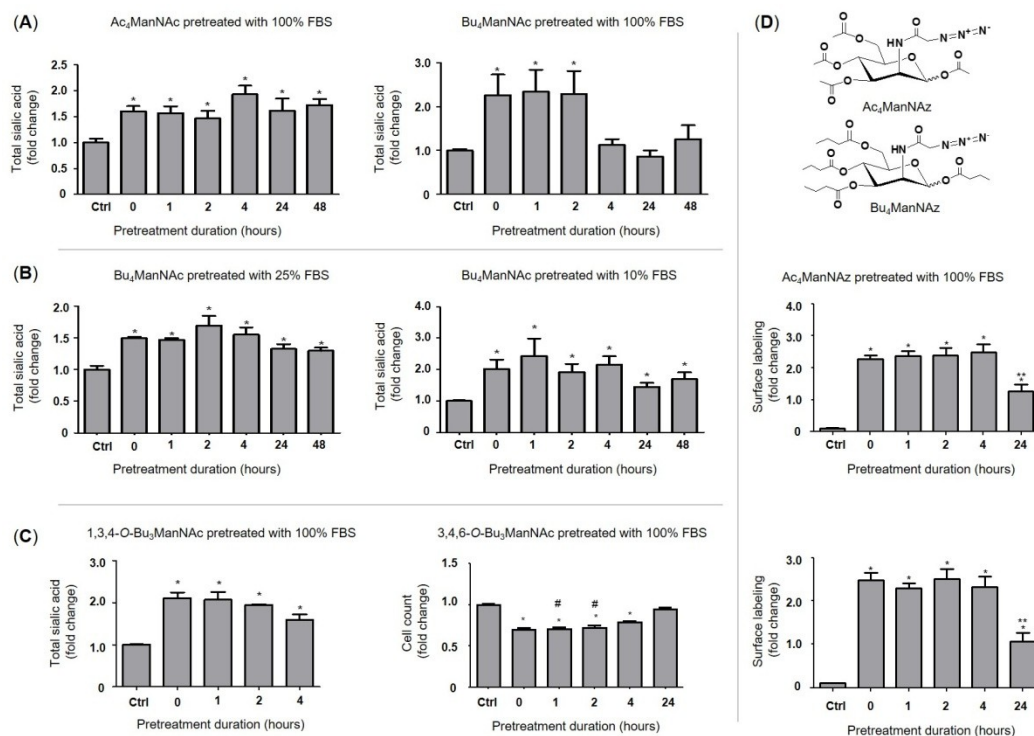 (A)
Ac₄ManNAc pretreated with 100% FBS
Total sialic acid
(fold change)
2.5
2.0
1.5
1.0
0.5
0
* * * * * *
Ctrl 0 1 2 4 24 48
Pretreatment duration (hours)
Bu₄ManNAc pretreated with 100% FBS
Total sialic acid
(fold change)
3.0
2.0
1.0
0
* * *
Ctrl 0 1 2 4 24 48
Pretreatment duration (hours)
(B)
Bu₄ManNAc pretreated with 25% FBS
Total sialic acid
(fold change)
2.0
1.5
1.0
0.5
0
* * * * * *
Ctrl 0 1 2 4 24 48
Pretreatment duration (hours)
Bu₄ManNAc pretreated with 10% FBS
Total sialic acid
(fold change)
4.0
3.0
2.0
1.0
0
* * * * * *
Ctrl 0 1 2 4 24 48
Pretreatment duration (hours)
(C)
1,3,4-O-Bu₃ManNAc pretreated with 100% FBS
Total sialic acid
(fold change)
3.0
2.0
1.0
0
* * * *
Ctrl 0 1 2 4
Pretreatment duration (hours)
3,4,6-O-Bu₃ManNAc pretreated with 100% FBS
Cell count
(fold change)
1.5
1.0
0.5
0
# #
* * * *
Ctrl 0 1 2 4 24
Pretreatment duration (hours)
(D)
Ac₄ManNAz
Bu₄ManNAz
Ac₄ManNAz pretreated with 100% FBS
Surface labeling
(fold change)
4.0
3.0
2.0
1.0
0
* * * * ** *
Ctrl 0 1 2 4 24
Pretreatment duration (hours)
Surface labeling
(fold change)
3.0
2.0
1.0
0
* * * * ** *
Ctrl 0 1 2 4 24
Pretreatment duration (hours)